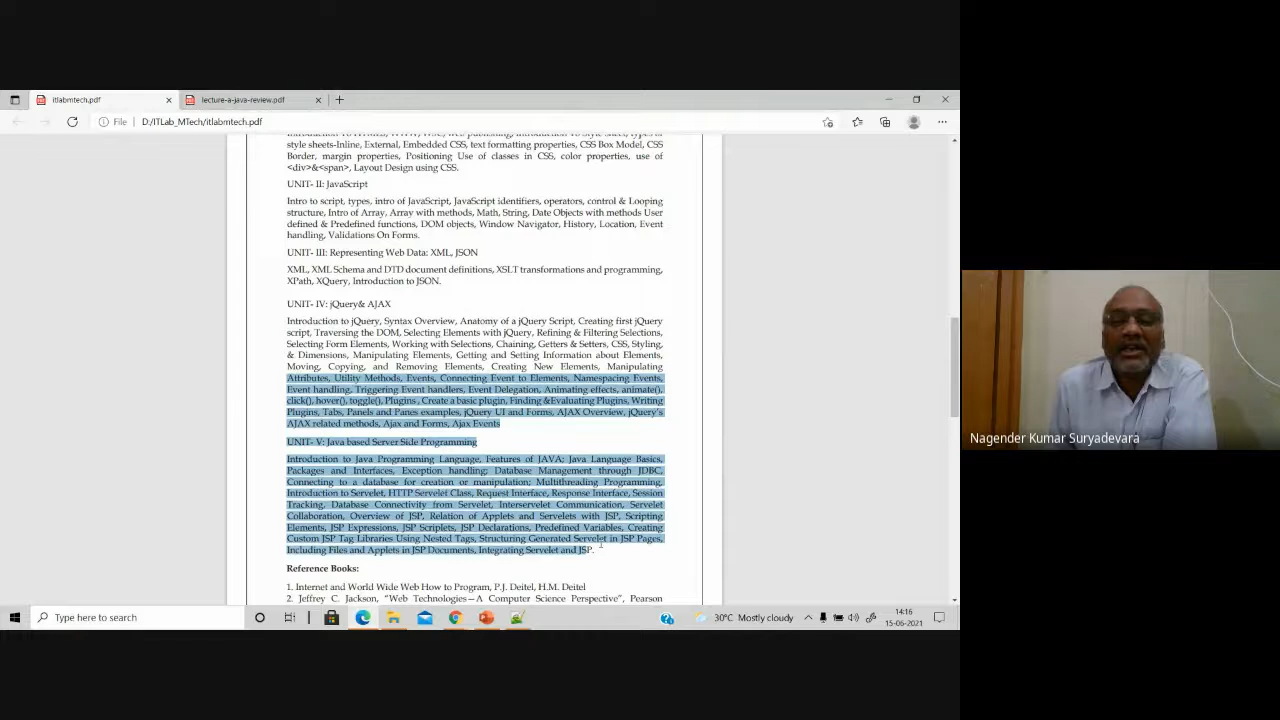 itlabmtech.pdf
lecture-a-java-review.pdf
File
D:/ITLab_MTech/itlabmtech.pdf
style sheets-Inline, External, Embedded CSS, text formatting properties, CSS Box Model, CSS
Border, margin properties, Positioning Use of classes in CSS, color properties, use of
<div>&<span>, Layout Design using CSS.
UNIT- II: JavaScript
Intro to script, types, intro of JavaScript, JavaScript identifiers, operators, control & Looping
structure, Intro of Array, Array with methods, Math, String, Date Objects with methods User
defined & Predefined functions, DOM objects, Window Navigator, History, Location, Event
handling, Validations On Forms.
UNIT- III: Representing Web Data: XML, JSON
XML, XML Schema and DTD document definitions, XSLT transformations and programming,
XPath, XQuery, Introduction to JSON.
UNIT- IV: jQuery& AJAX
Introduction to jQuery, Syntax Overview, Anatomy of a jQuery Script, Creating first jQuery
script, Traversing the DOM, Selecting Elements with jQuery, Refining & Filtering Selections,
Selecting Form Elements, Working with Selections, Chaining, Getters & Setters, CSS, Styling,
& Dimensions, Manipulating Elements, Getting and Setting Information about Elements,
Moving, Copying, and Removing Elements, Creating New Elements, Manipulating
Attributes, Utility Methods, Events, Connecting Event to Elements, Namespacing Events,
Event handling, Triggering Event handlers, Event Delegation, Animating effects, animate(),
click(), hover(), toggle(), Plugins , Create a basic plugin, Finding &Evaluating Plugins, Writing
Plugins, Tabs, Panels and Panes examples, jQuery UI and Forms, AJAX Overview, jQuery's
AJAX related methods, Ajax and Forms, Ajax Events
UNIT- V: Java based Server Side Programming
Introduction to Java Programming Language, Features of JAVA; Java Language Basics,
Packages and Interfaces, Exception handling; Database Management through JDBC,
Connecting to a database for creation or manipulation; Multithreading Programming,
Introduction to Servelet, HTTP Servelet Class, Request Interface, Response Interface, Session
Tracking, Database Connectivity from Servelet, Interservelet Communication, Servelet
Collaboration, Overview of JSP, Relation of Applets and Servelets with JSP, Scripting
Elements, JSP Expressions, JSP Scriplets, JSP Declarations, Predefined Variables, Creating
Custom JSP Tag Libraries Using Nested Tags, Structuring Generated Servelet in JSP Pages,
Including Files and Applets in JSP Documents, Integrating Servelet and JSP.
Reference Books:
1. Internet and World Wide Web How to Program, P.J. Deitel, H.M. Deitel
2. Jeffrey C. Jackson, "Web Technologies—A Computer Science Perspective", Pearson
Nagender Kumar Suryadevara
Type here to search
30°C Mostly cloudy
14:16
15-06-2021